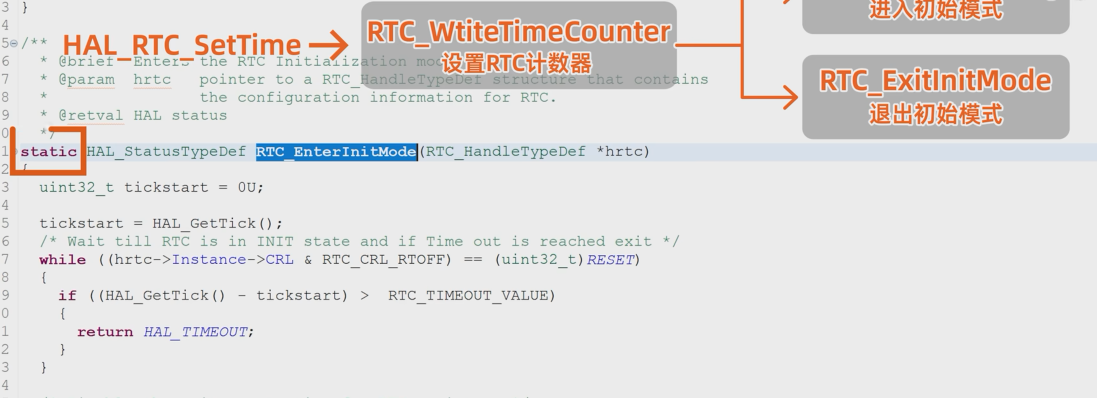 3 }
4
5 /**
HAL_RTC_SetTime
RTC_WtiteTimeCounter
设置RTC计数器
进入初始模式
RTC_ExitInitMode
退出初始模式
6 * @brief Enters the RTC Initialization mo
7 * @param hrtc pointer to a RTC_HandleTypeDef structure that contains
8 * the configuration information for RTC.
9 * @retval HAL status
0 */
1 static HAL_StatusTypeDef RTC_EnterInitMode(RTC_HandleTypeDef *hrtc)
2 {
3 uint32_t tickstart = 0U;
4
5 tickstart = HAL_GetTick();
6 /* Wait till RTC is in INIT state and if Time out is reached exit */
7 while ((hrtc->Instance->CRL & RTC_CRL_RTOFF) == (uint32_t)RESET)
8 {
9 if ((HAL_GetTick() - tickstart) > RTC_TIMEOUT_VALUE)
0 {
1 return HAL_TIMEOUT;
2 }
3 }
4